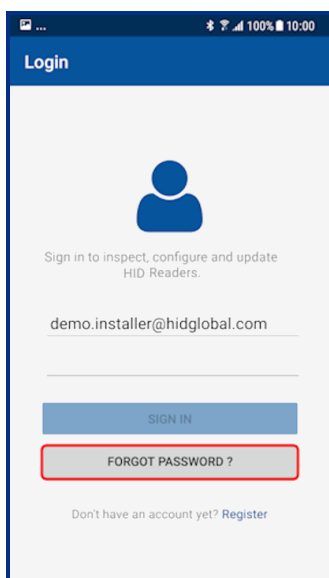 ... 100% 10:00
Login
Sign in to inspect, configure and update
HID Readers.
demo.installer@hidglobal.com
SIGN IN
FORGOT PASSWORD ?
Don't have an account yet? Register